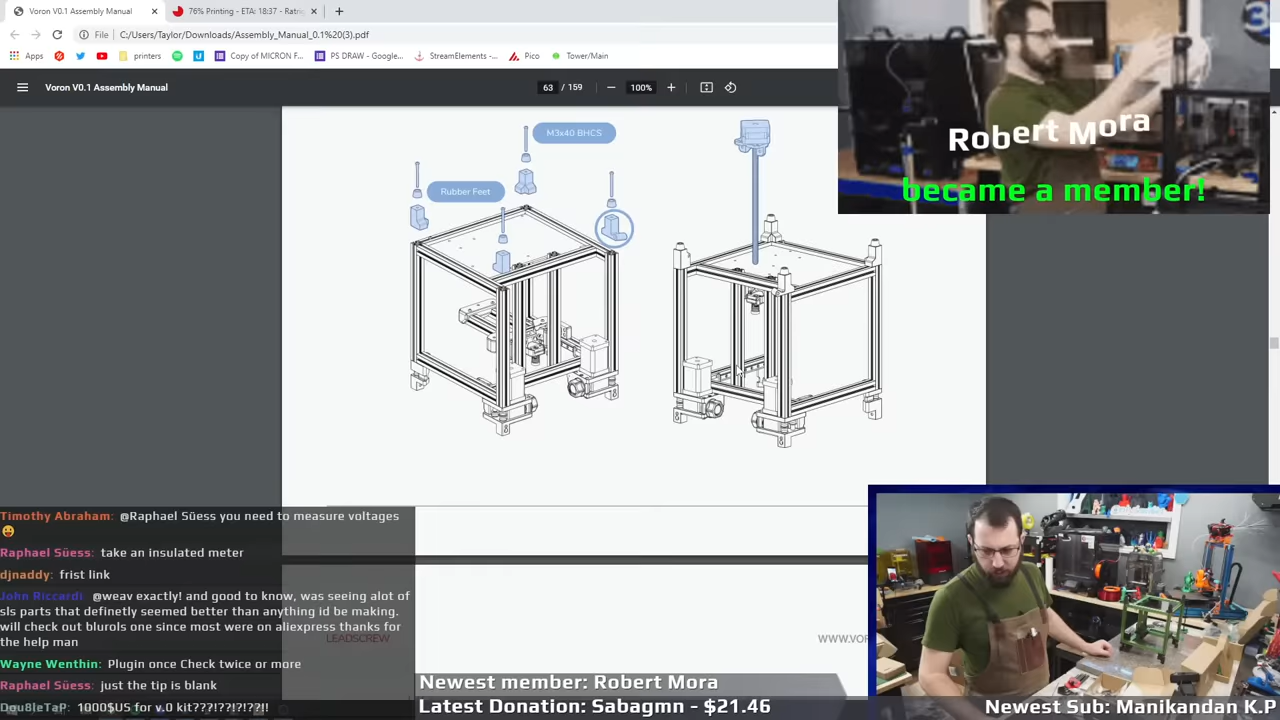 Voron V0.1 Assembly Manual
76% Printing - ETA: 18:37 - Ratrig
File
C:/Users/Taylor/Downloads/Assembly_Manual_0.1%20(3).pdf
Apps
printers
Copy of MICRON F...
PS DRAW - Google...
StreamElements -...
Pico
Tower/Main
Voron V0.1 Assembly Manual
63 / 159
100%
M3x40 BHCS
Rubber Feet
Robert Mora
became a member!
Timothy Abraham: @Raphael Süess you need to measure voltages
Raphael Süess: take an insulated meter
djnaddy: frist link
John Riccardi: @weav exactly! and good to know, was seeing alot of
sls parts that definetly seemed better than anything id be making.
will check out blurols one since most were on aliexpress thanks for
the help man
LEADSCREW
WWW.VOR
Wayne Wenthin: Plugin once Check twice or more
Raphael Süess: just the tip is blank
Dou8leTaP: 1000$US for v.0 kit???!??!?!??!!
Newest member: Robert Mora
Latest Donation: Sabagmn - $21.46
Newest Sub: Manikandan K.P